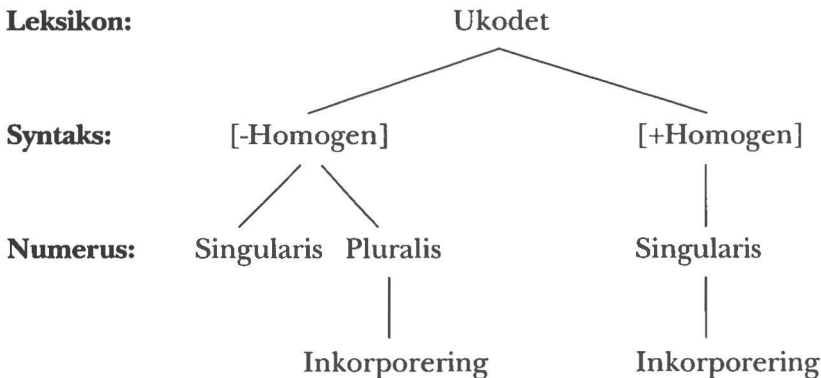 Leksikon: Ukodet
Syntaks: [-Homogen] [+Homogen]
Numerus: Singularis Pluralis Singularis
Inkorporering Inkorporering